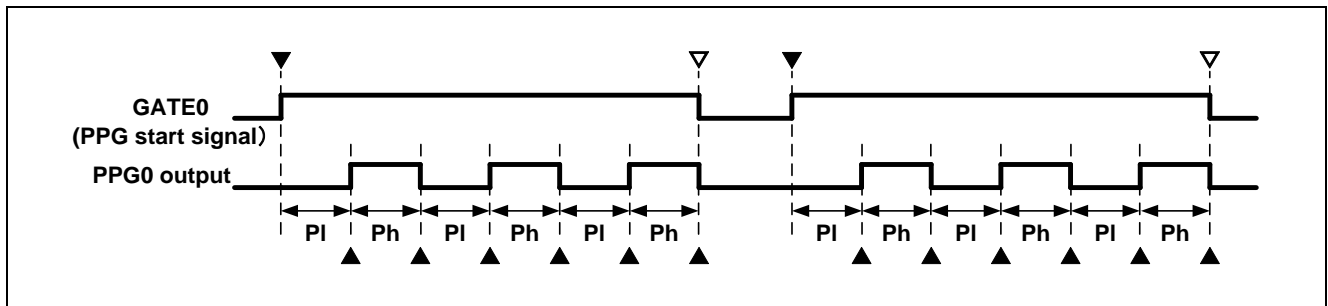 GATE0
(PPG start signal）
PPG0 output
Pl Ph Pl Ph Pl Ph Pl Ph Pl Ph Pl Ph